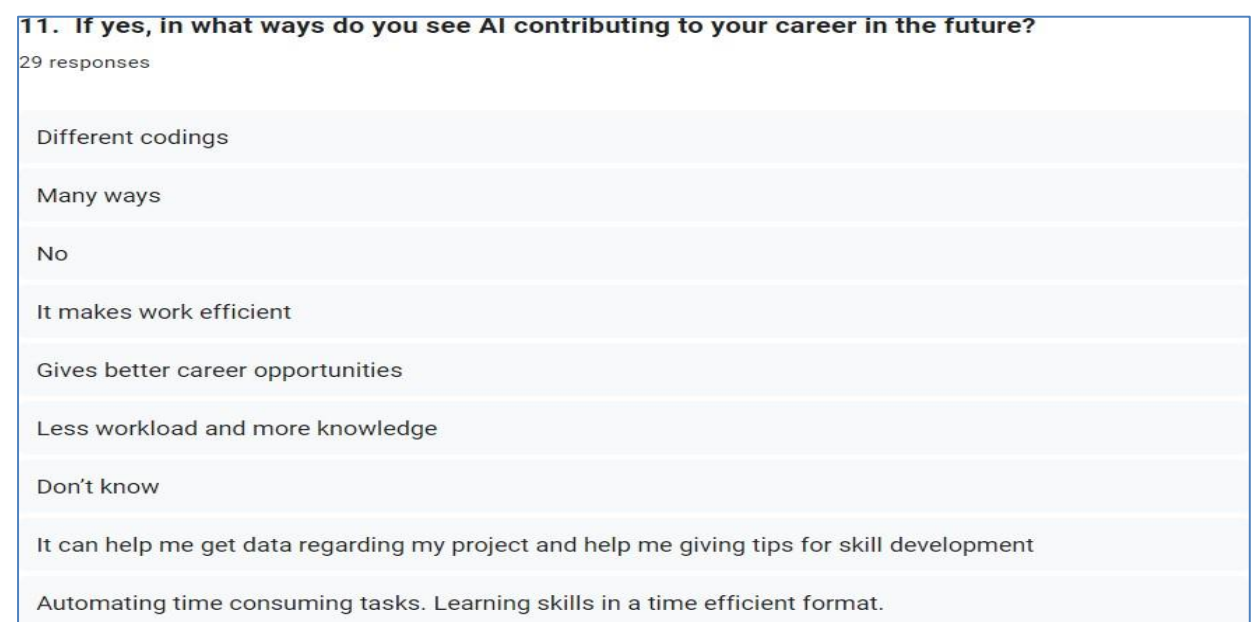 11. If yes, in what ways do you see AI contributing to your career in the future?
29 responses
Different codings
Many ways
No
It makes work efficient
Gives better career opportunities
Less workload and more knowledge
Don't know
It can help me get data regarding my project and help me giving tips for skill development
Automating time consuming tasks. Learning skills in a time efficient format.